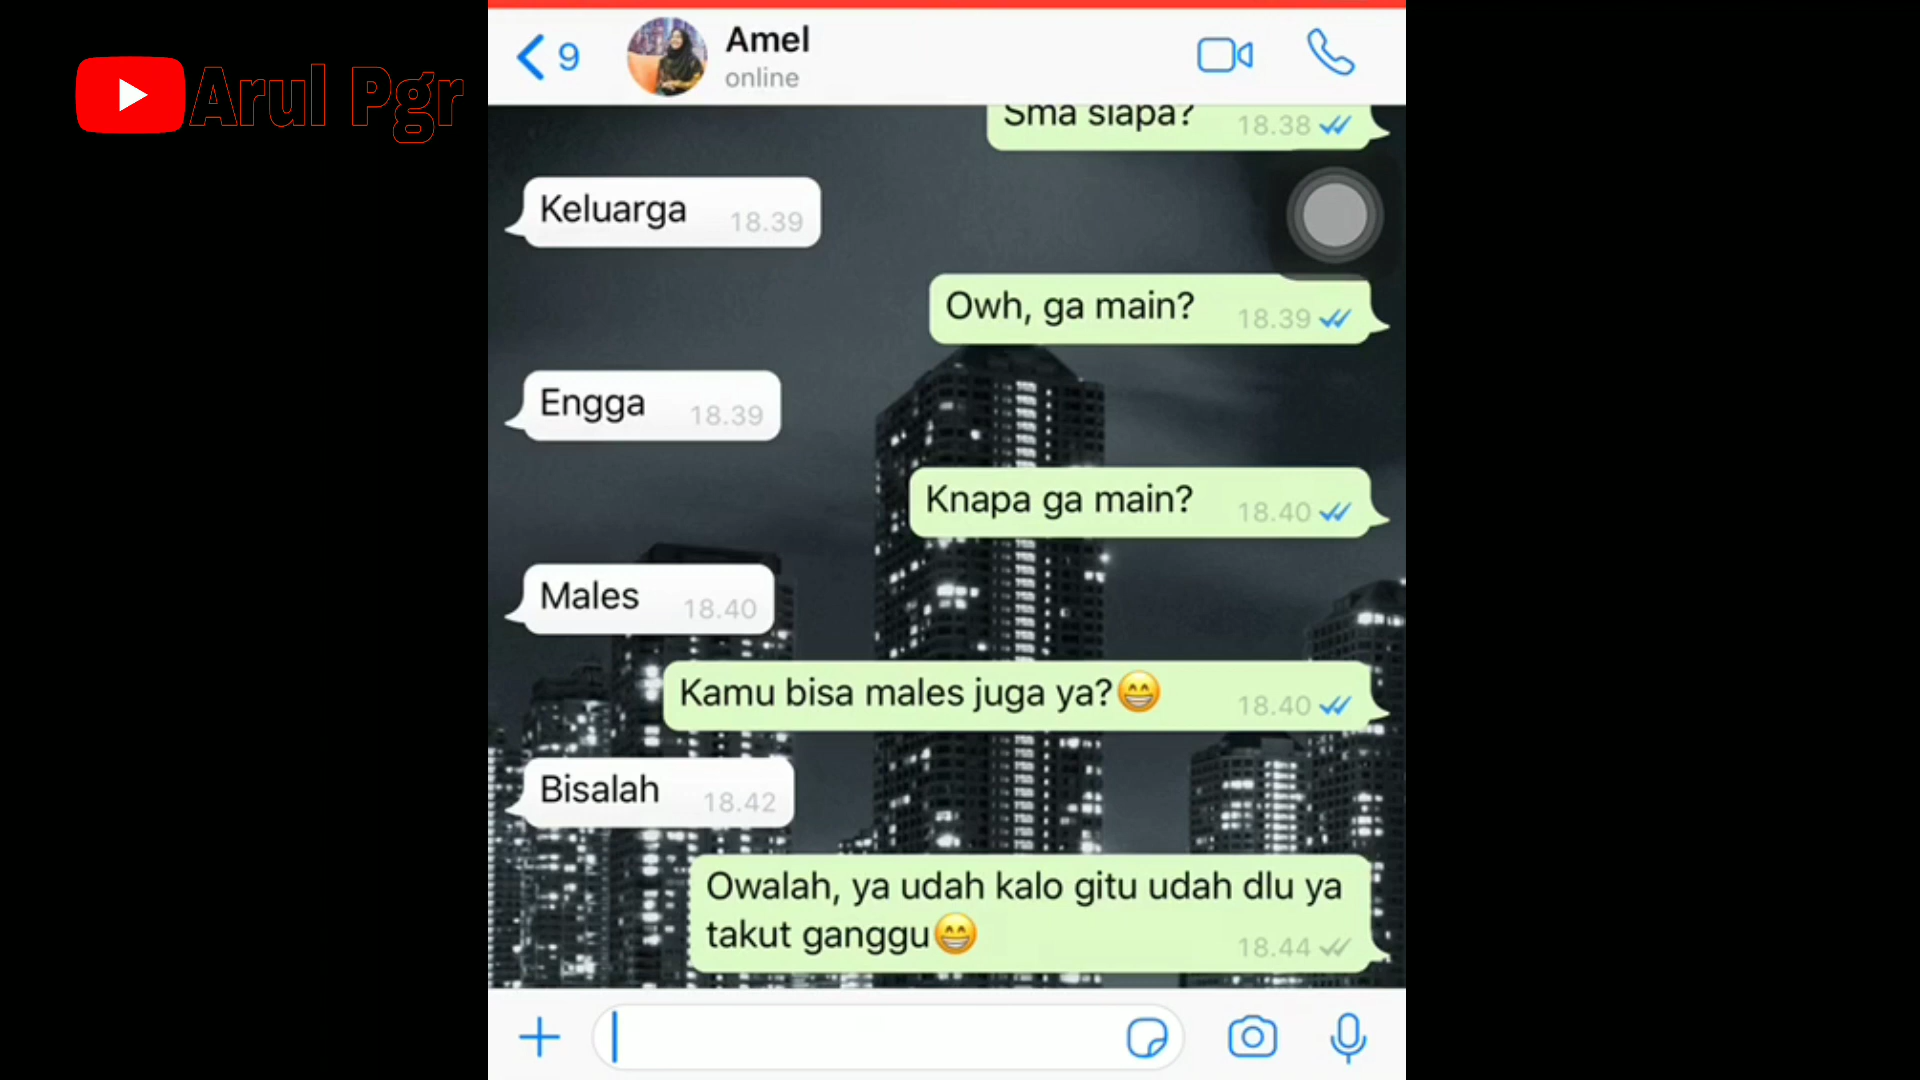 Arul Pgr
9
Amel
online
Sma siapa? 18.38
Keluarga 18.39
Owh, ga main? 18.39
Engga 18.39
Knapa ga main? 18.40
Males 18.40
Kamu bisa males juga ya?😁 18.40
Bisalah 18.42
Owalah, ya udah kalo gitu udah dlu ya
takut ganggu😁 18.44